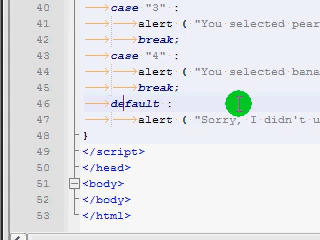 40 case "3" :
41 alert ( "You selected pear
42 break;
43 case "4" :
44 alert ( "You selected bana
45 break;
46 default :
47 alert ( "Sorry, I didn't u
48 }
49 </script>
50 </head>
51 <body>
52 </body>
53 </html>